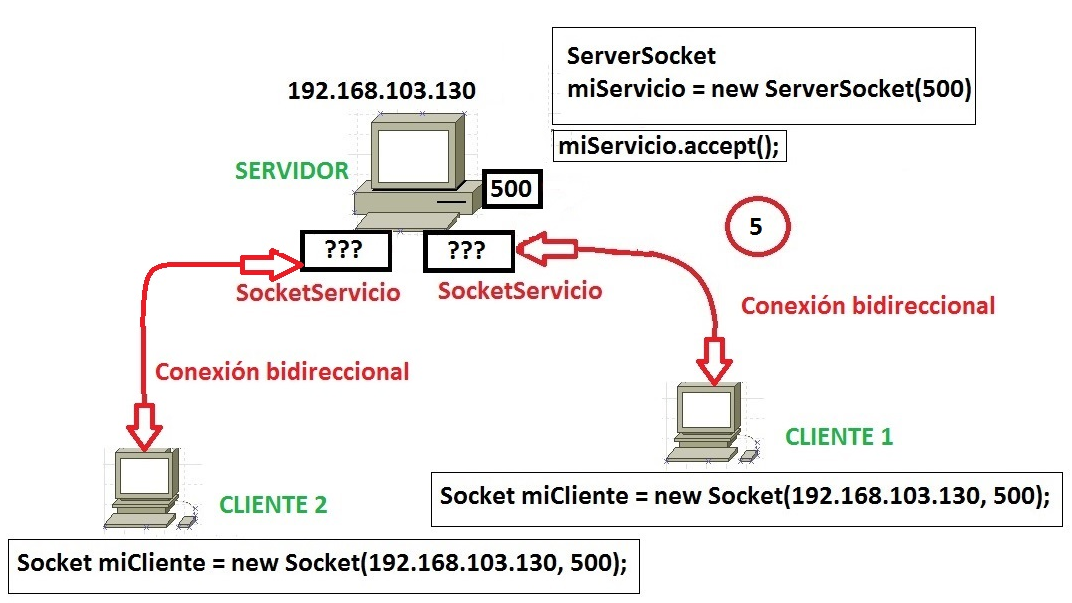 ServerSocket
miServicio = new ServerSocket(500)
192.168.103.130
miServicio.accept();
SERVIDOR
500
5
???
???
SocketServicio
SocketServicio
Conexión bidireccional
Conexión bidireccional
CLIENTE 1
Socket miCliente = new Socket(192.168.103.130, 500);
CLIENTE 2
Socket miCliente = new Socket(192.168.103.130, 500);